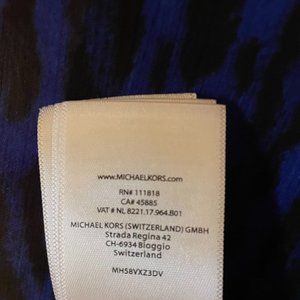 www.MICHAELKORS.com
RN# 111818
CA# 45885
VAT # NL 8221.17.964.B01
MICHAEL KORS (SWITZERLAND) GMBH
Strada Regina 42
CH-6934 Bioggio
Switzerland
MH58VXZ3DV